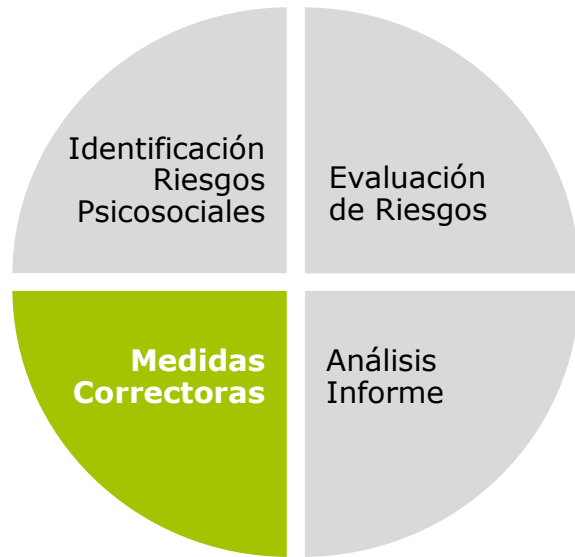 Identificación
Riesgos
Psicosociales
Evaluación
de Riesgos
Medidas
Correctoras
Análisis
Informe